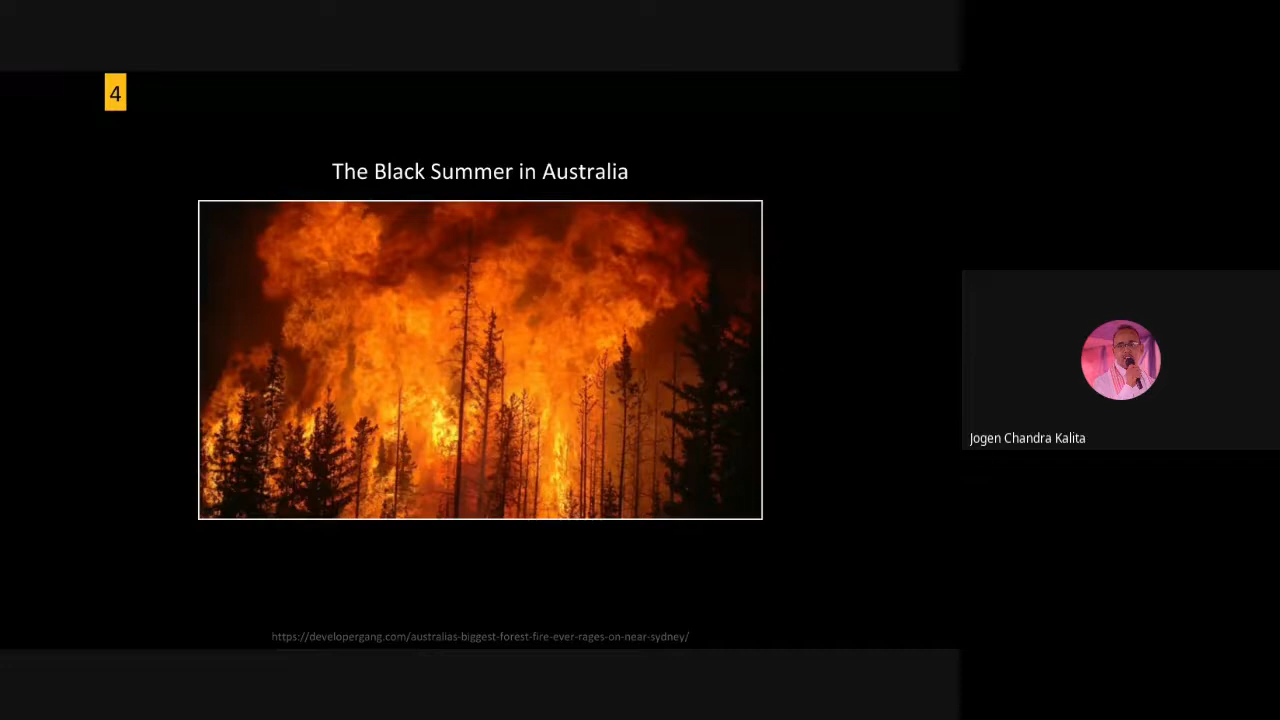 4
The Black Summer in Australia
Jogen Chandra Kalita
https://developergang.com/australias-biggest-forest-fire-ever-rages-on-near-sydney/